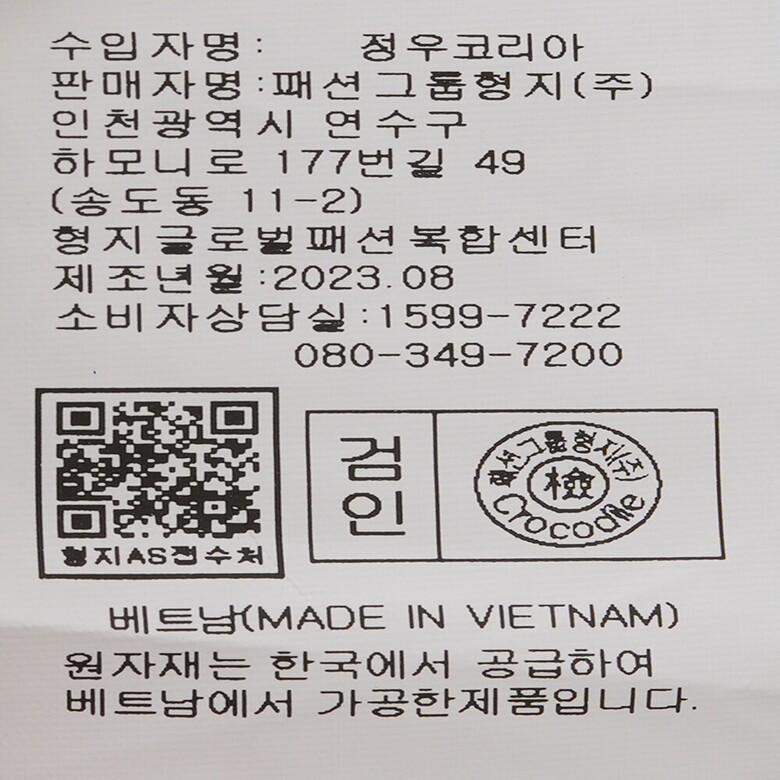 수입자명: 정우코리아
판매자명:패션그룹형지(주)
인천광역시 연수구
하모니로 177번길 49
(송도동 11-2)
형지글로벌패션복합센터
제조년월:2023.08
소비자상담실:1599-7222
080-349-7200
형지AS접수처
검인
패션그룹형지(주)
檢
Crocodile
베트남(MADE IN VIETNAM)
원자재는 한국에서 공급하여
베트남에서 가공한제품입니다.